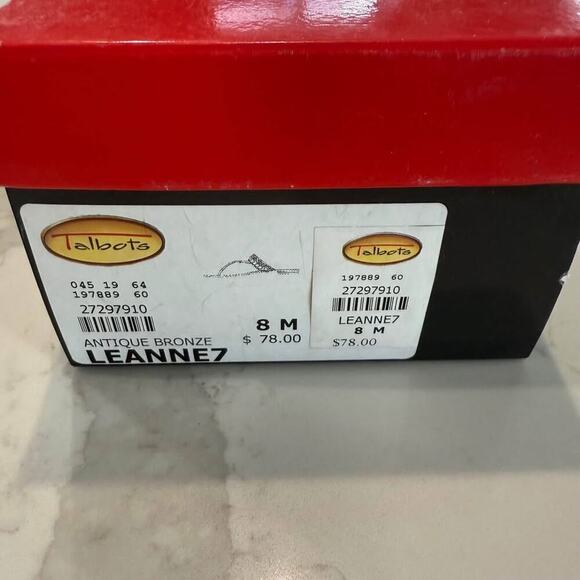 Talbots
045 19 64
197889 60
27297910
ANTIQUE BRONZE
LEANNE7
8 M
$ 78.00
Talbots
197889 60
27297910
LEANNE7
8 M
$78.00